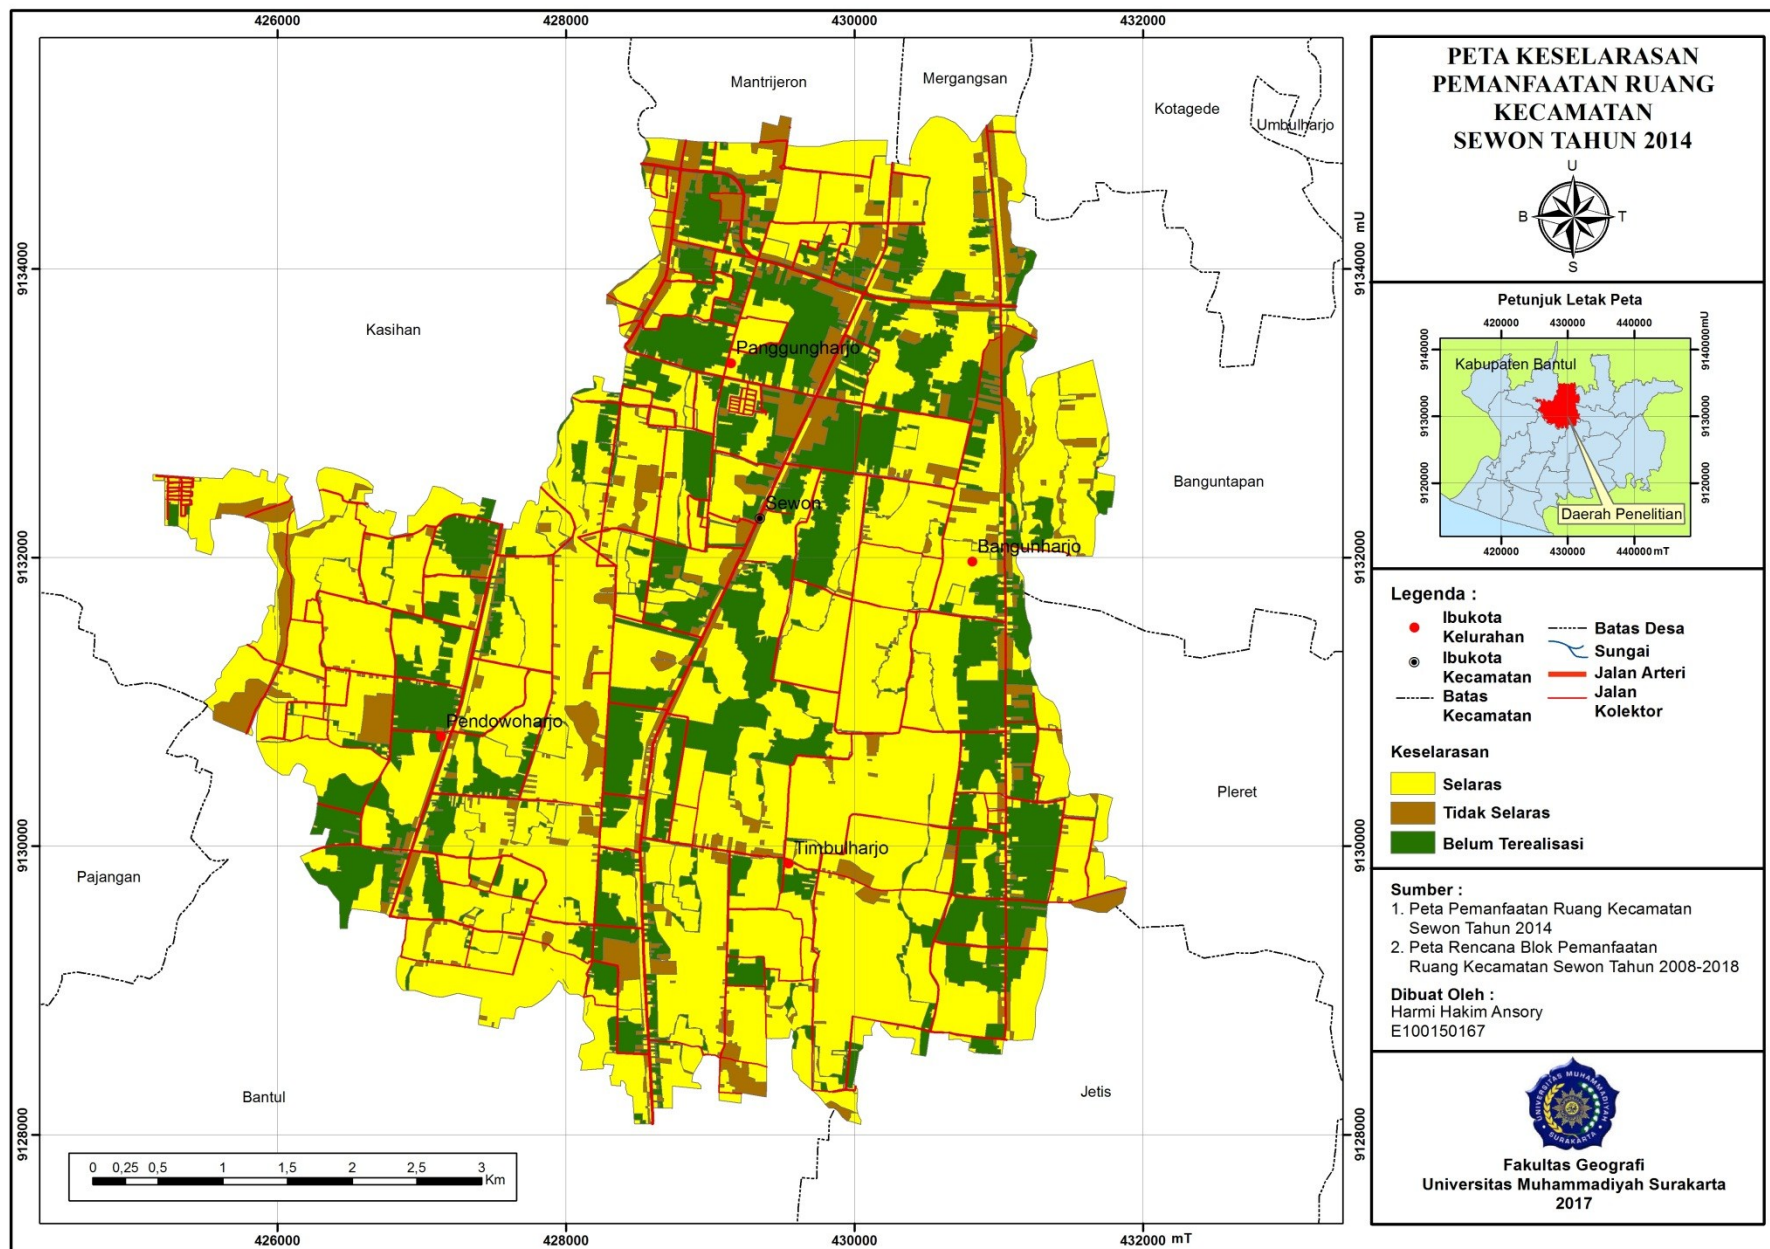 426000
428000
430000
432000
9134000
9132000
9130000
9128000
9134000 mU
9132000
9130000
9128000
426000
428000
430000
432000 mT
Mantrijeron
Mergangsan
Kotagede
Umbulharjo
Kasihan
Panggungharjo
Banguntapan
Sewon
Bangunharjo
Pendowoharjo
Pleret
Timbulharjo
Pajangan
Bantul
Jetis
0 0,25 0,5 1 1,5 2 2,5 3
Km
PETA KESELARASAN
PEMANFAATAN RUANG
KECAMATAN
SEWON TAHUN 2014
U
B T
S
Petunjuk Letak Peta
420000 430000 440000
9140000
9130000
9120000
9140000mU
9130000
9120000
Kabupaten Bantul
Daerah Penelitian
420000 430000 440000 mT
Legenda :
Ibukota
Kelurahan
Ibukota
Kecamatan
Batas
Kecamatan
Batas Desa
Sungai
Jalan Arteri
Jalan
Kolektor
Keselarasan
Selaras
Tidak Selaras
Belum Terealisasi
Sumber :
1. Peta Pemanfaatan Ruang Kecamatan
Sewon Tahun 2014
2. Peta Rencana Blok Pemanfaatan
Ruang Kecamatan Sewon Tahun 2008-2018
Dibuat Oleh :
Harmi Hakim Ansory
E100150167
UNIVERSITAS MUHAMMADIYAH
SURAKARTA
Fakultas Geografi
Universitas Muhammadiyah Surakarta
2017